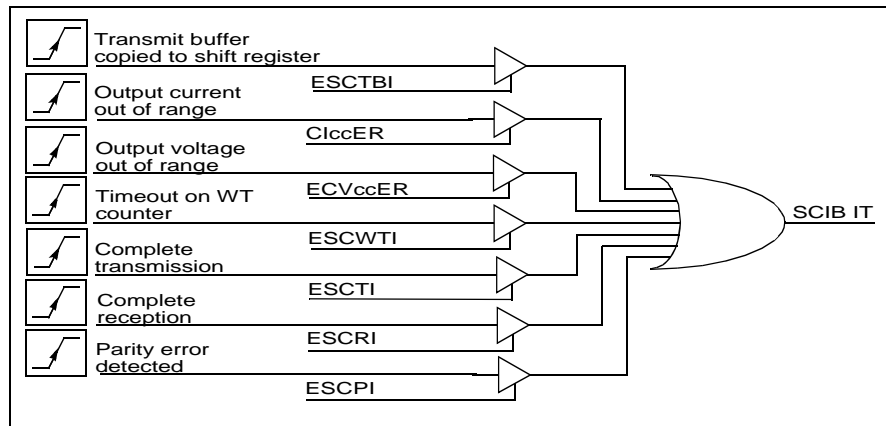 Transmit buffer
copied to shift register
ESCTBI
Output current
out of range
CIccER
Output voltage
out of range
ECVccER
Timeout on WT
counter
ESCWTI
Complete
transmission
ESCTI
Complete
reception
ESCRI
Parity error
detected
ESCPI
SCIB IT